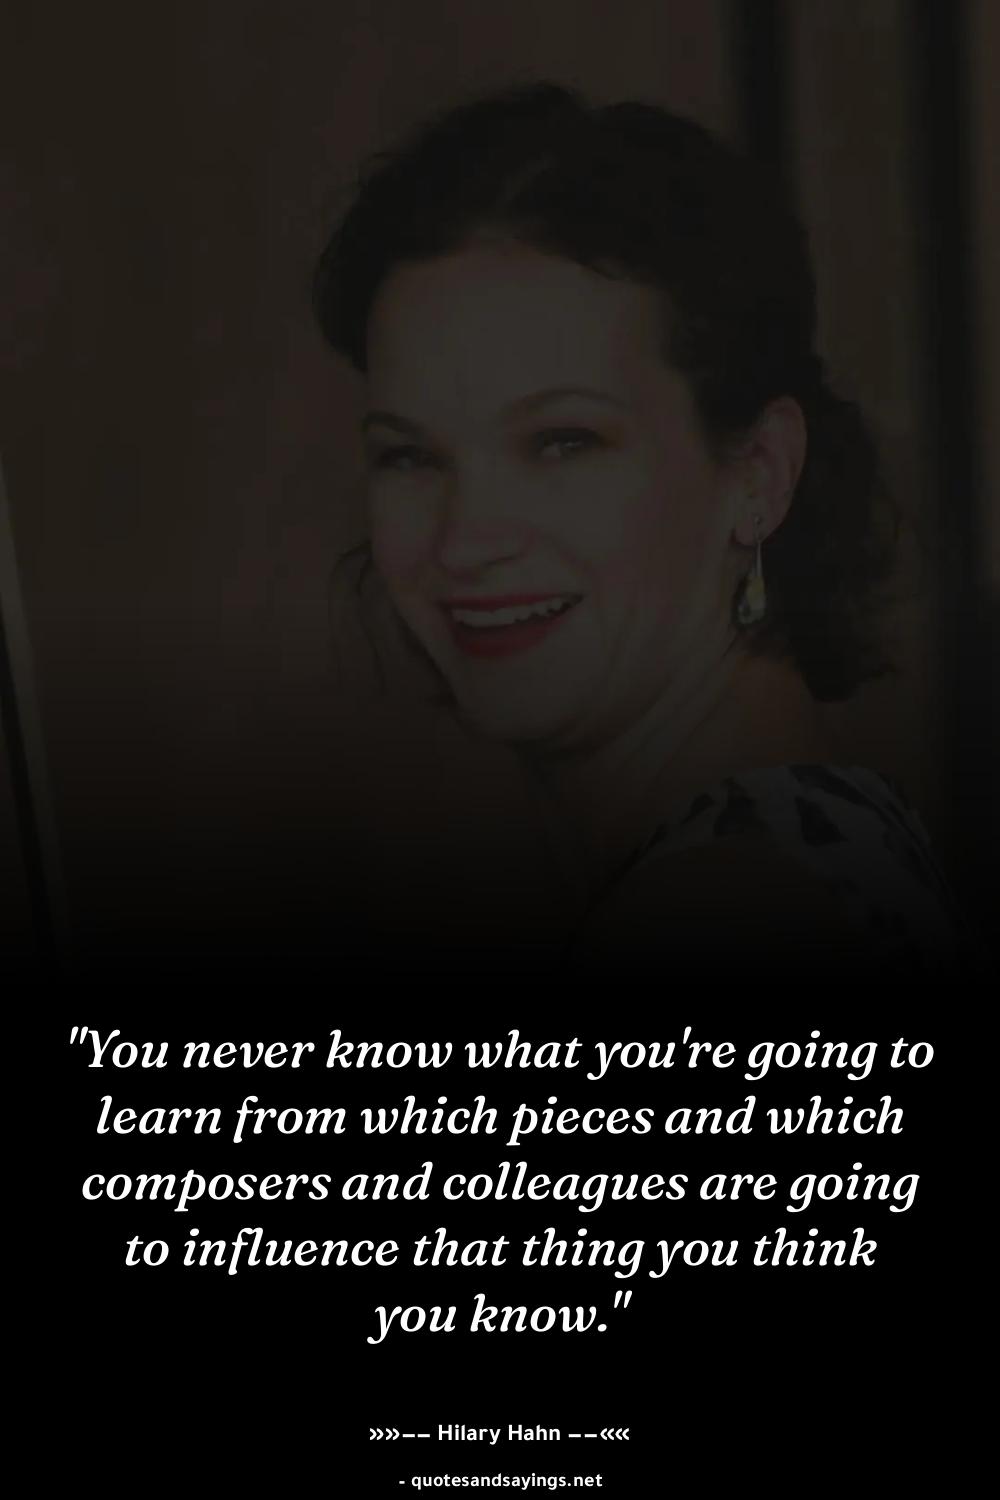 "You never know what you're going to
learn from which pieces and which
composers and colleagues are going
to influence that thing you think
you know."
»»–– Hilary Hahn ––««
- quotesandsayings.net